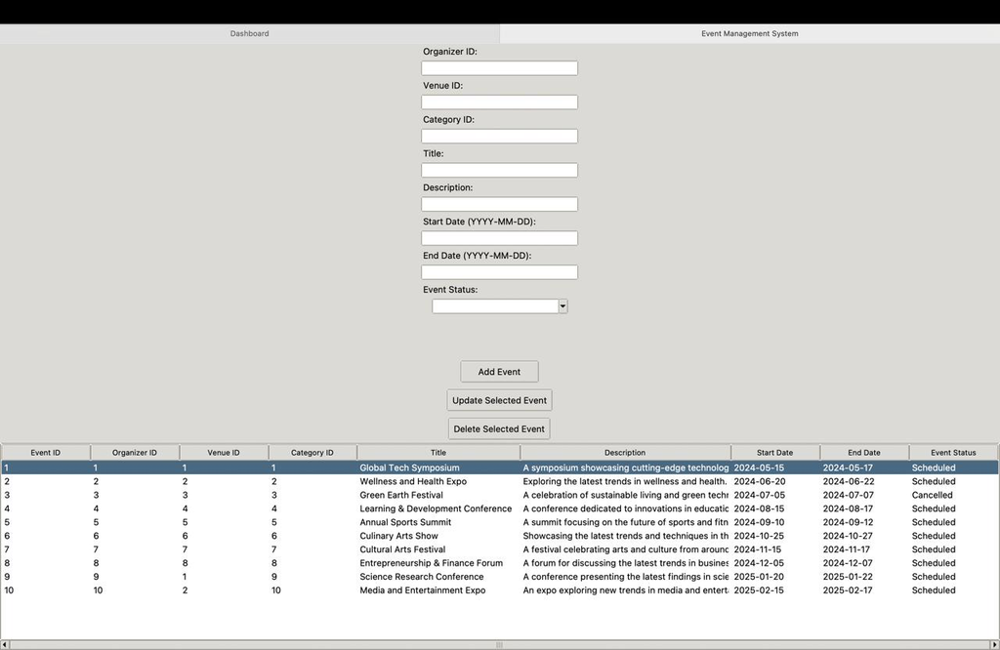 Dashboard Event Management System
Organizer ID:
Venue ID:
Category ID:
Title:
Description:
Start Date (YYYY-MM-DD):
End Date (YYYY-MM-DD):
Event Status:
Add Event
Update Selected Event
Delete Selected Event
Event ID Organizer ID Venue ID Category ID Title Description Start Date End Date Event Status
1 1 1 1 Global Tech Symposium A symposium showcasing cutting-edge technolog 2024-05-15 2024-05-17 Scheduled
2 2 2 2 Wellness and Health Expo Exploring the latest trends in wellness and health. 2024-06-20 2024-06-22 Scheduled
3 3 3 3 Green Earth Festival A celebration of sustainable living and green techn 2024-07-05 2024-07-07 Cancelled
4 4 4 4 Learning & Development Conference A conference dedicated to innovations in educatic 2024-08-15 2024-08-17 Scheduled
5 5 5 5 Annual Sports Summit A summit focusing on the future of sports and fitn 2024-09-10 2024-09-12 Scheduled
6 6 6 6 Culinary Arts Show Showcasing the latest trends and techniques in th 2024-10-25 2024-10-27 Scheduled
7 7 7 7 Cultural Arts Festival A festival celebrating arts and culture from around 2024-11-15 2024-11-17 Scheduled
8 8 8 8 Entrepreneurship & Finance Forum A forum for discussing the latest trends in busines 2024-12-05 2024-12-07 Scheduled
9 9 1 9 Science Research Conference A conference presenting the latest findings in scie 2025-01-20 2025-01-22 Scheduled
10 10 2 10 Media and Entertainment Expo An expo exploring new trends in media and entert 2025-02-15 2025-02-17 Scheduled